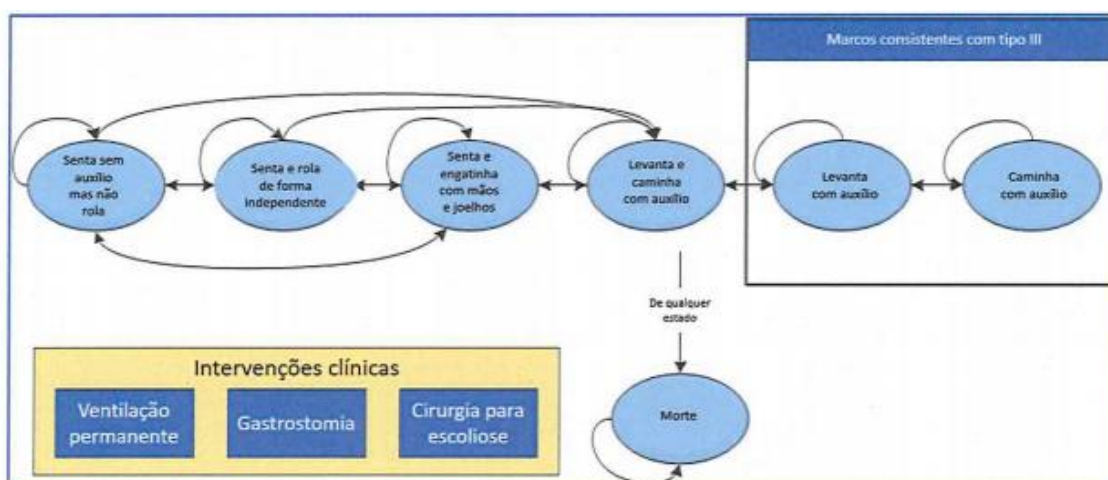 Marcos consistentes com tipo III
Senta sem
auxílio
mas não
rola
Senta e rola
de forma
independente
Senta e
engatinha
com mãos
e joelhos
Levanta e
caminha
com auxílio
Levanta
com auxílio
Caminha
com auxílio
De qualquer
estado
Morte
Intervenções clínicas
Ventilação
permanente
Gastrostomia
Cirurgia para
escoliose